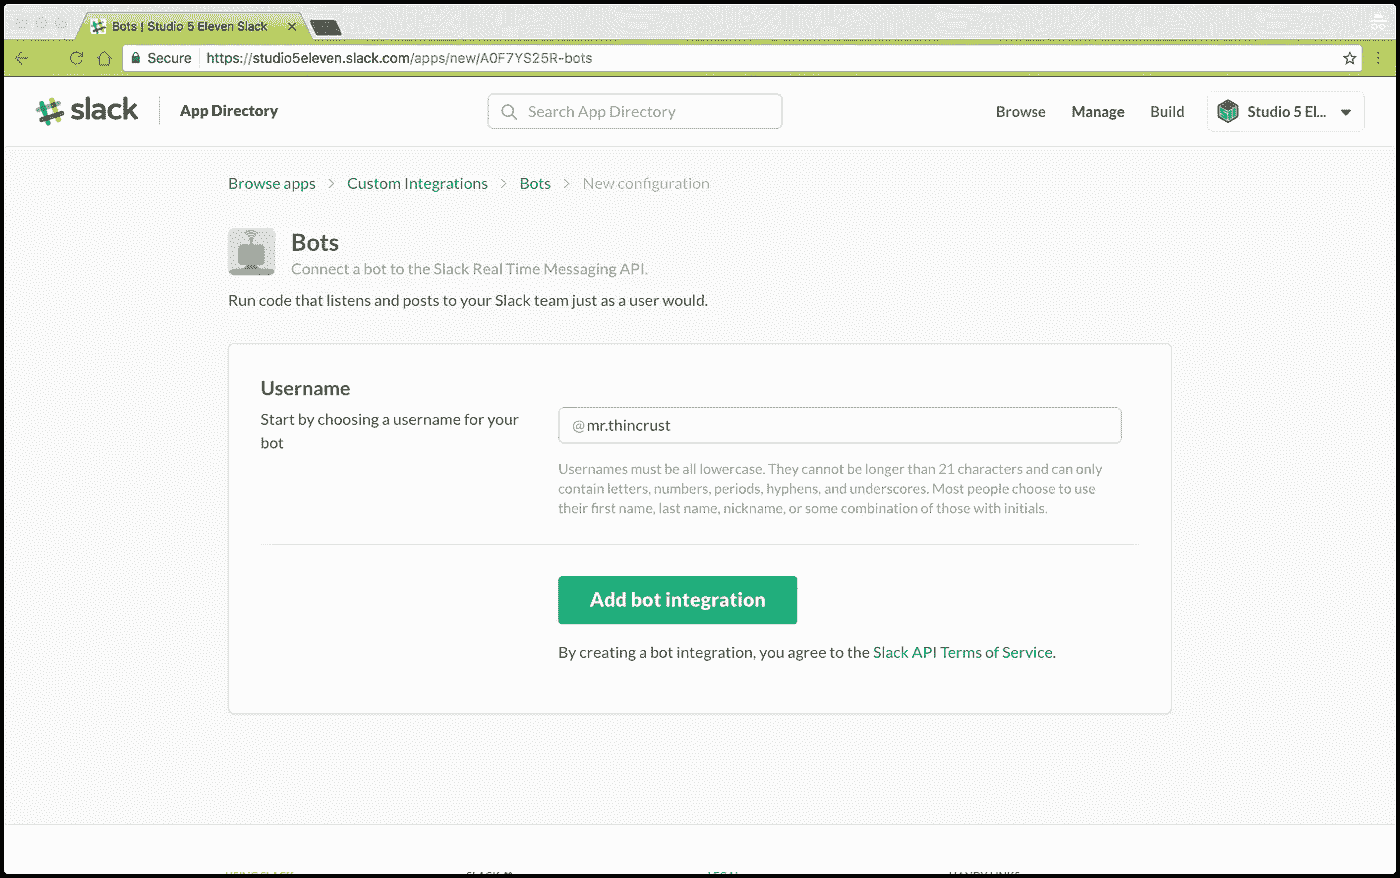 Bots | Studio 5 Eleven Slack
Secure https://studio5eleven.slack.com/apps/new/A0F7YS25R-bots
slack App Directory Search App Directory Browse Manage Build Studio 5 El...
Browse apps > Custom Integrations > Bots > New configuration
Bots
Connect a bot to the Slack Real Time Messaging API.
Run code that listens and posts to your Slack team just as a user would.
Username
Start by choosing a username for your
bot
@mr.thincrust
Usernames must be all lowercase. They cannot be longer than 21 characters and can only
contain letters, numbers, periods, hyphens, and underscores. Most people choose to use
their first name, last name, nickname, or some combination of those with initials.
Add bot integration
By creating a bot integration, you agree to the Slack API Terms of Service.